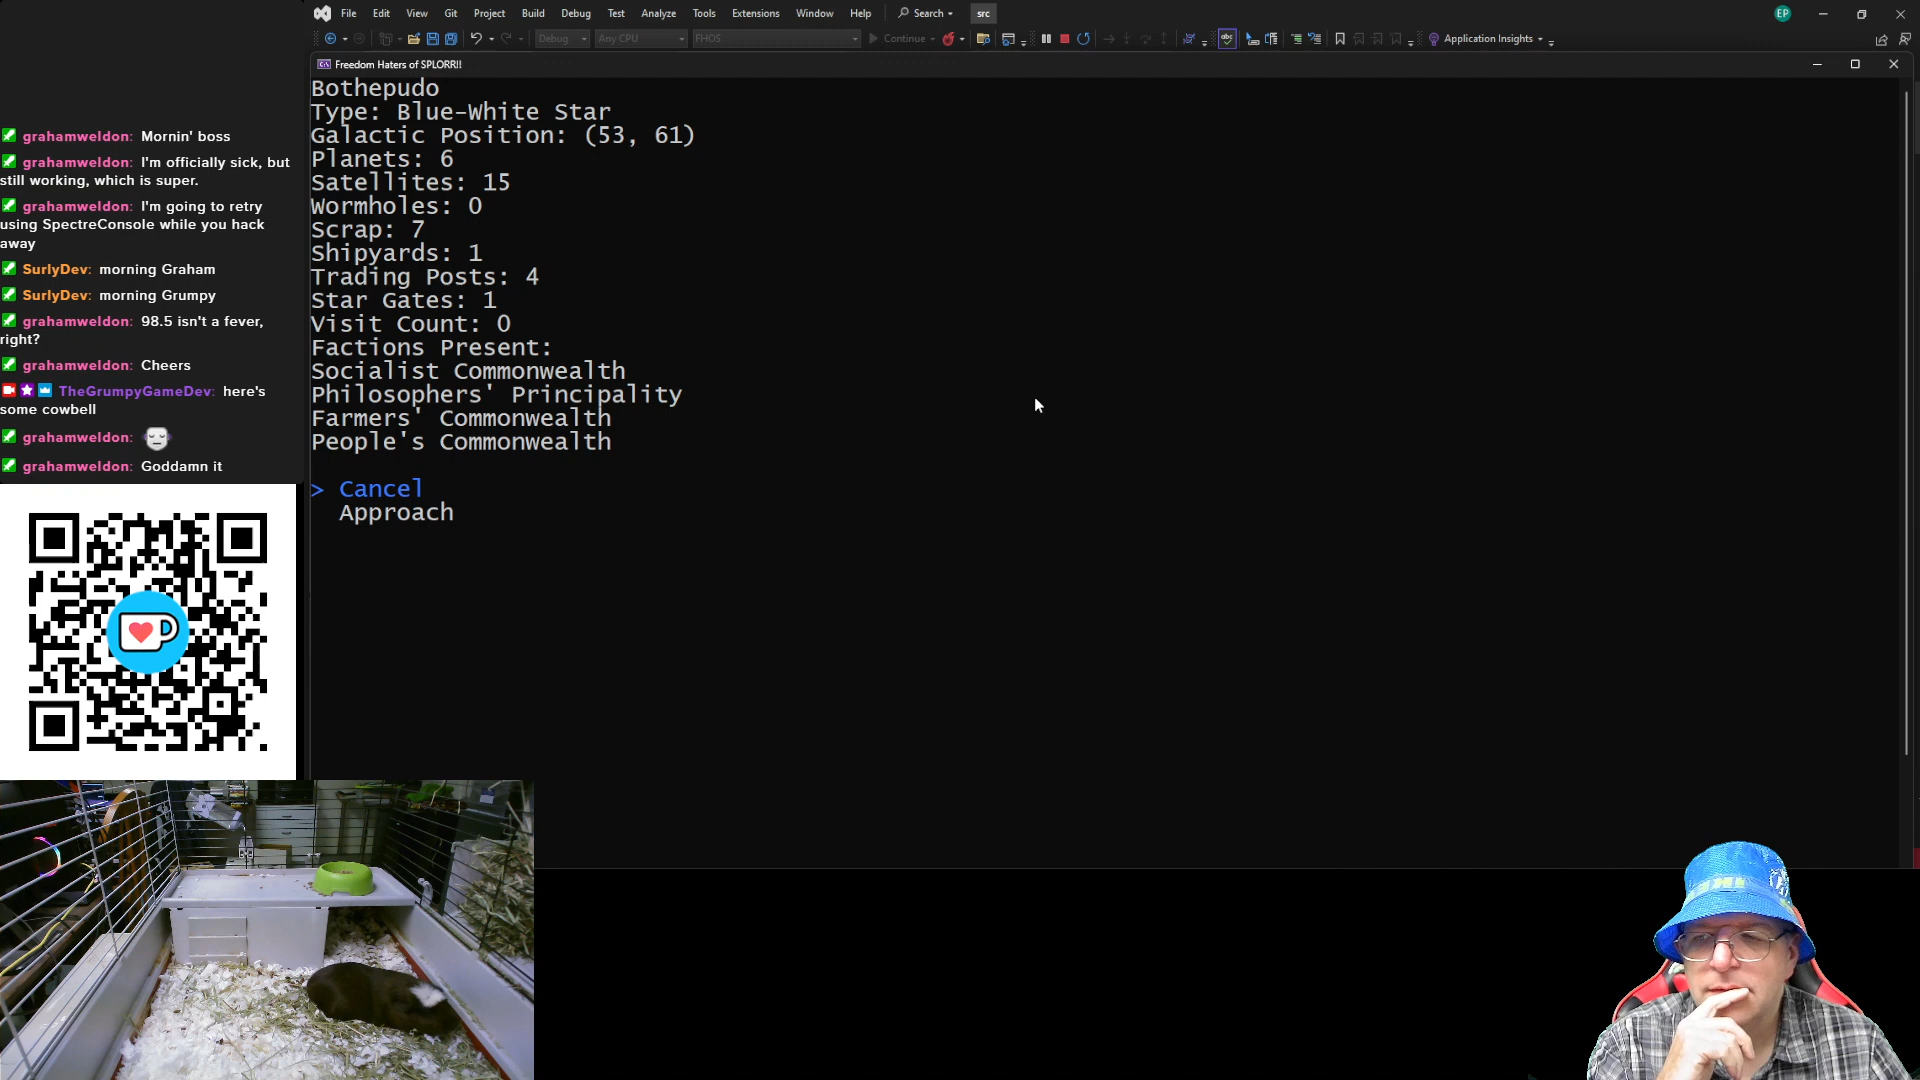 File Edit View Git Project Build Debug Test Analyze Tools Extensions Window Help Search src EP
Debug Any CPU FHOS Continue Application Insights
Freedom Haters of SPLORR!!
Bothepudo
Type: Blue-White Star
Galactic Position: (53, 61)
Planets: 6
Satellites: 15
Wormholes: 0
Scrap: 7
Shipyards: 1
Trading Posts: 4
Star Gates: 1
Visit Count: 0
Factions Present:
Socialist Commonwealth
Philosophers' Principality
Farmers' Commonwealth
People's Commonwealth
> Cancel
Approach
grahamweldon: Mornin' boss
grahamweldon: I'm officially sick, but
still working, which is super.
grahamweldon: I'm going to retry
using SpectreConsole while you hack
away
SurlyDev: morning Graham
SurlyDev: morning Grumpy
grahamweldon: 98.5 isn't a fever,
right?
grahamweldon: Cheers
TheGrumpyGameDev: here's
some cowbell
grahamweldon:
grahamweldon: Goddamn it